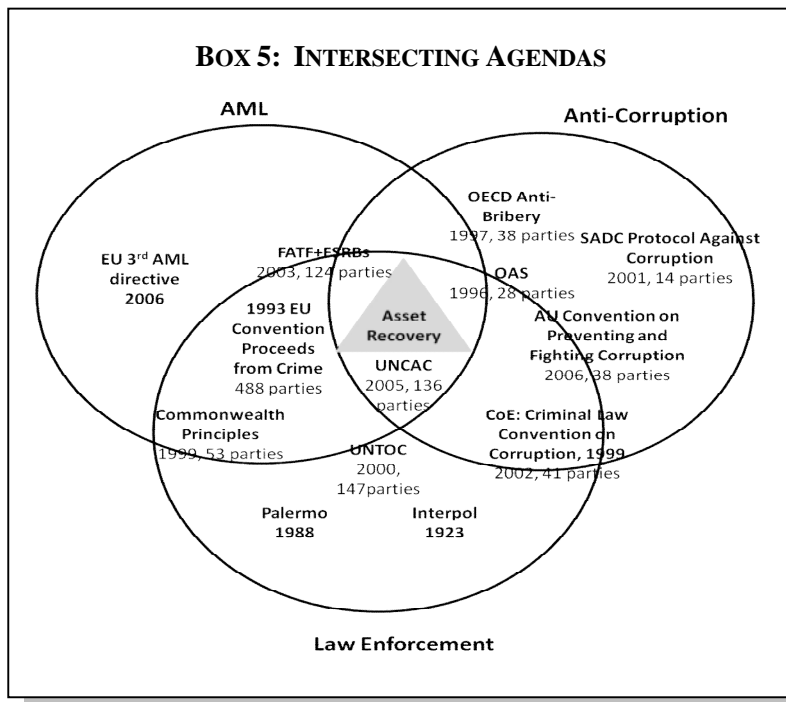 BOX 5: INTERSECTING AGENDAS
AML
Anti-Corruption
OECD Anti-
Bribery
1997, 38 parties
SADC Protocol Against
Corruption
2001, 14 parties
EU 3rd AML
directive
2006
FATF+FSRBs
2003, 124 parties
OAS
1996, 28 parties
1993 EU
Convention
Proceeds
from Crime
488 parties
Asset
Recovery
AU Convention on
Preventing and
Fighting Corruption
2006, 38 parties
UNCAC
2005, 136
parties
Commonwealth
Principles
1999, 53 parties
CoE: Criminal Law
Convention on
Corruption, 1999
2002, 41 parties
UNTOC
2000,
147parties
Palermo
1988
Interpol
1923
Law Enforcement